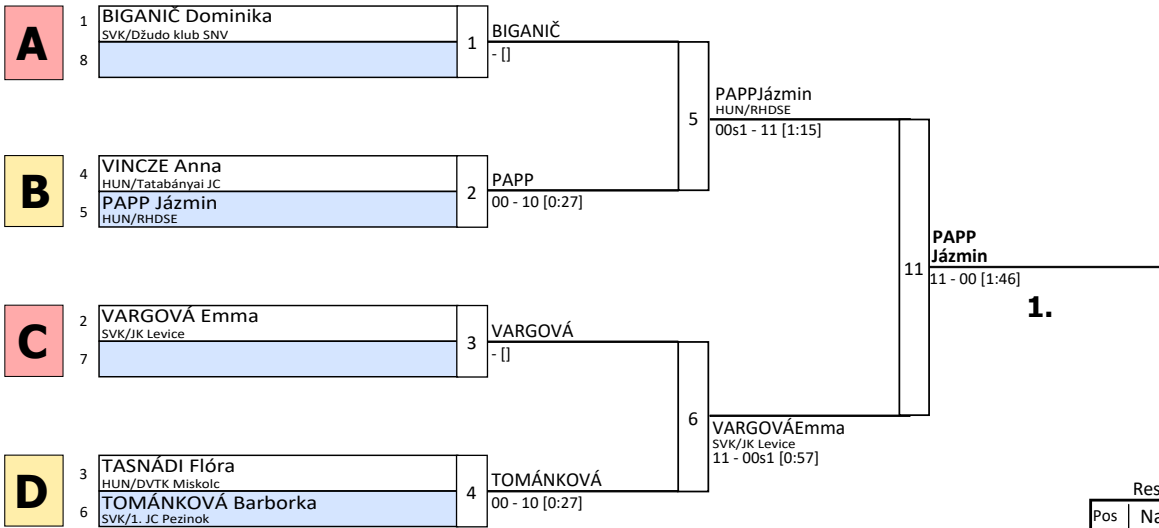 A
1 BIGANIČ Dominika
SVK/Džudo klub SNV
8
1
BIGANIČ
- []
B
4 VINCZE Anna
HUN/Tatabányai JC
5 PAPP Jázmin
HUN/RHDSE
2
PAPP
00 - 10 [0:27]
5
PAPPJázmin
HUN/RHDSE
00s1 - 11 [1:15]
C
2 VARGOVÁ Emma
SVK/JK Levice
7
3
VARGOVÁ
- []
D
3 TASNÁDI Flóra
HUN/DVTK Miskolc
6 TOMÁNKOVÁ Barborka
SVK/1. JC Pezinok
4
TOMÁNKOVÁ
00 - 10 [0:27]
6
VARGOVÁEmma
SVK/JK Levice
11 - 00s1 [0:57]
11
PAPP
Jázmin
11 - 00 [1:46]
1.
Res
Pos Na